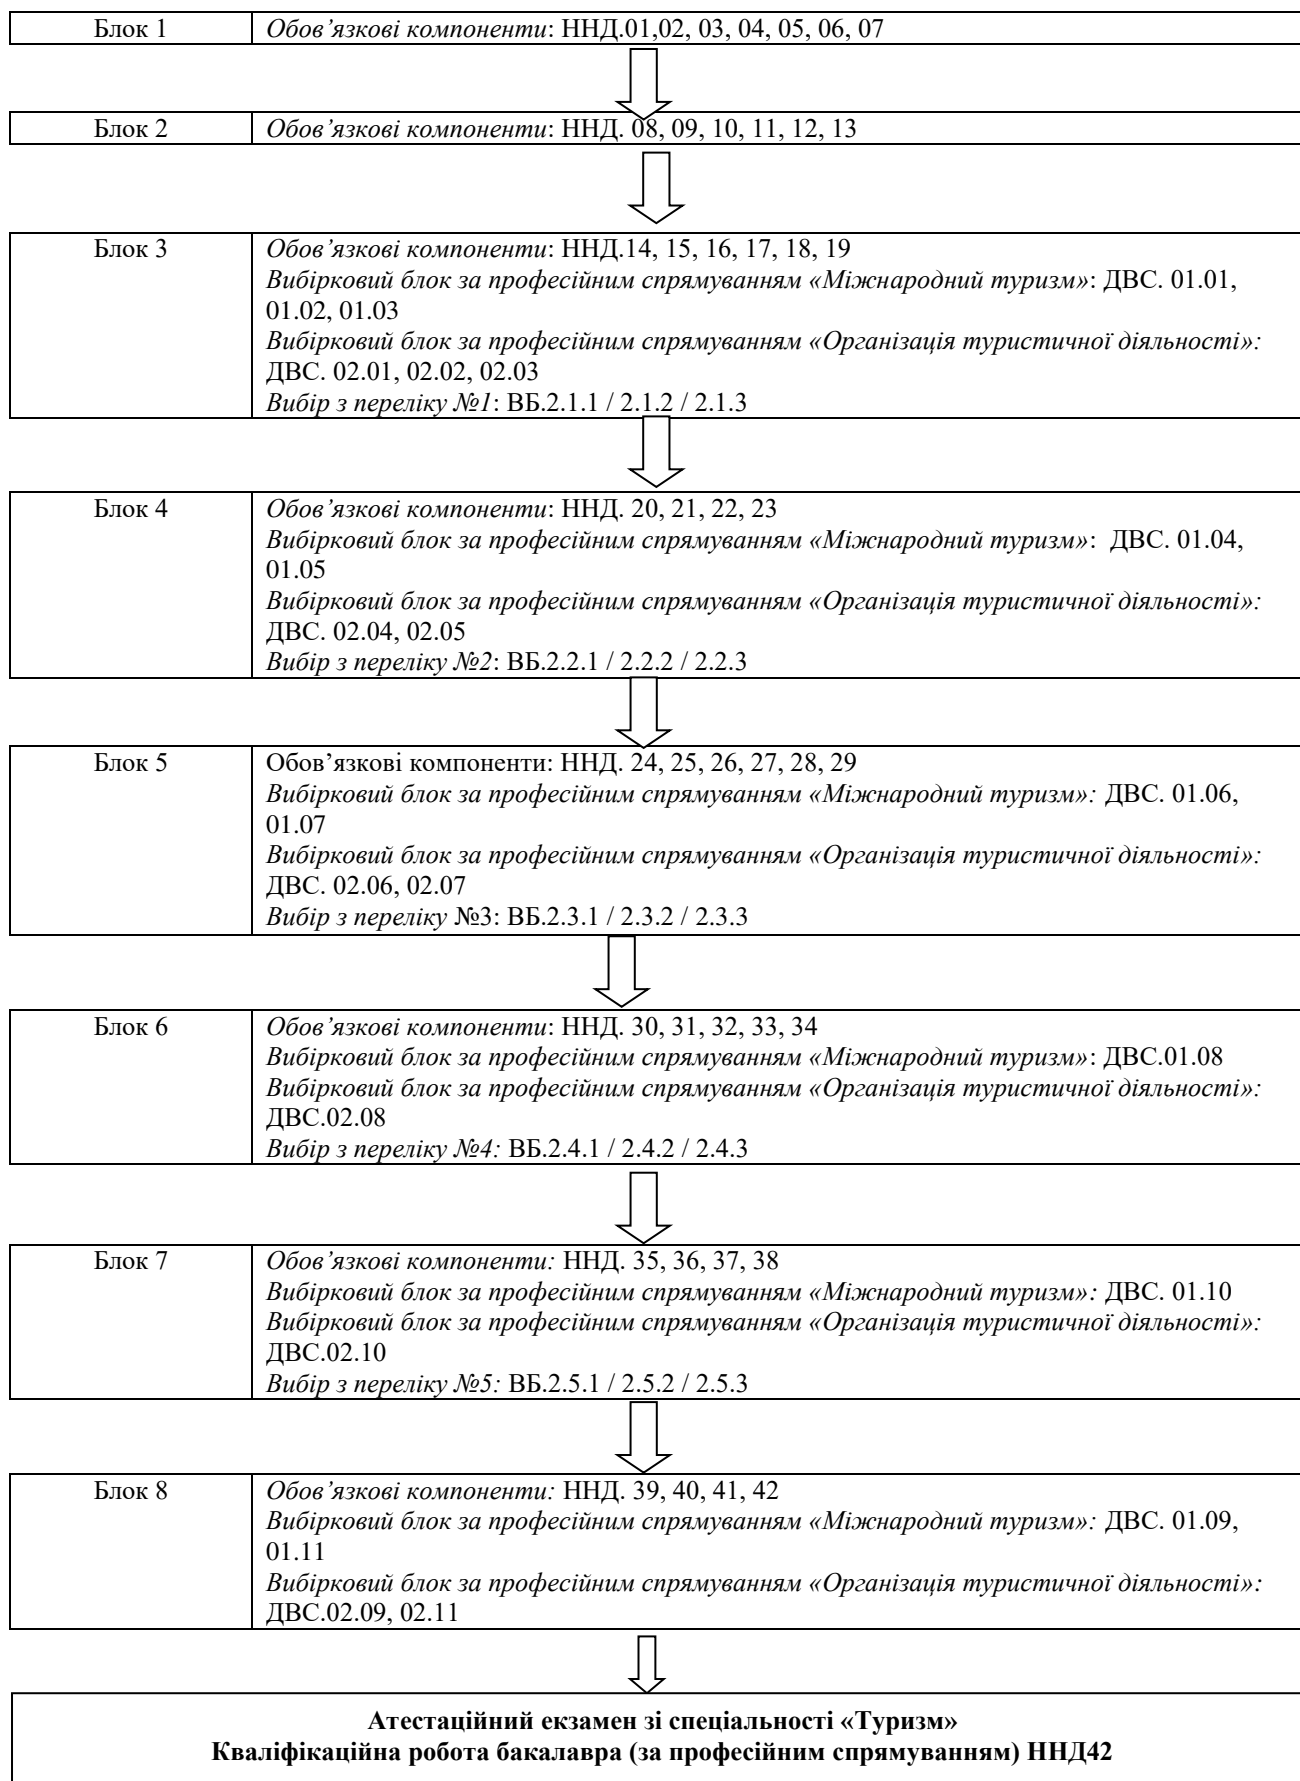 Блок 1
Обов’язкові компоненти: ННД.01,02, 03, 04, 05, 06, 07
Блок 2
Обов’язкові компоненти: ННД. 08, 09, 10, 11, 12, 13
Блок 3
Обов’язкові компоненти: ННД.14, 15, 16, 17, 18, 19
Вибірковий блок за професійним спрямуванням «Міжнародний туризм»: ДВС. 01.01,
01.02, 01.03
Вибірковий блок за професійним спрямуванням «Організація туристичної діяльності»:
ДВС. 02.01, 02.02, 02.03
Вибір з переліку №1: ВБ.2.1.1 / 2.1.2 / 2.1.3
Блок 4
Обов’язкові компоненти: ННД. 20, 21, 22, 23
Вибірковий блок за професійним спрямуванням «Міжнародний туризм»: ДВС. 01.04,
01.05
Вибірковий блок за професійним спрямуванням «Організація туристичної діяльності»:
ДВС. 02.04, 02.05
Вибір з переліку №2: ВБ.2.2.1 / 2.2.2 / 2.2.3
Блок 5
Обов’язкові компоненти: ННД. 24, 25, 26, 27, 28, 29
Вибірковий блок за професійним спрямуванням «Міжнародний туризм»: ДВС. 01.06,
01.07
Вибірковий блок за професійним спрямуванням «Організація туристичної діяльності»:
ДВС. 02.06, 02.07
Вибір з переліку №3: ВБ.2.3.1 / 2.3.2 / 2.3.3
Блок 6
Обов’язкові компоненти: ННД. 30, 31, 32, 33, 34
Вибірковий блок за професійним спрямуванням «Міжнародний туризм»: ДВС.01.08
Вибірковий блок за професійним спрямуванням «Організація туристичної діяльності»:
ДВС.02.08
Вибір з переліку №4: ВБ.2.4.1 / 2.4.2 / 2.4.3
Блок 7
Обов’язкові компоненти: ННД. 35, 36, 37, 38
Вибірковий блок за професійним спрямуванням «Міжнародний туризм»: ДВС. 01.10
Вибірковий блок за професійним спрямуванням «Організація туристичної діяльності»:
ДВС.02.10
Вибір з переліку №5: ВБ.2.5.1 / 2.5.2 / 2.5.3
Блок 8
Обов’язкові компоненти: ННД. 39, 40, 41, 42
Вибірковий блок за професійним спрямуванням «Міжнародний туризм»: ДВС. 01.09,
01.11
Вибірковий блок за професійним спрямуванням «Організація туристичної діяльності»:
ДВС.02.09, 02.11
Атестаційний екзамен зі спеціальності «Туризм»
Кваліфікаційна робота бакалавра (за професійним спрямуванням) ННД42